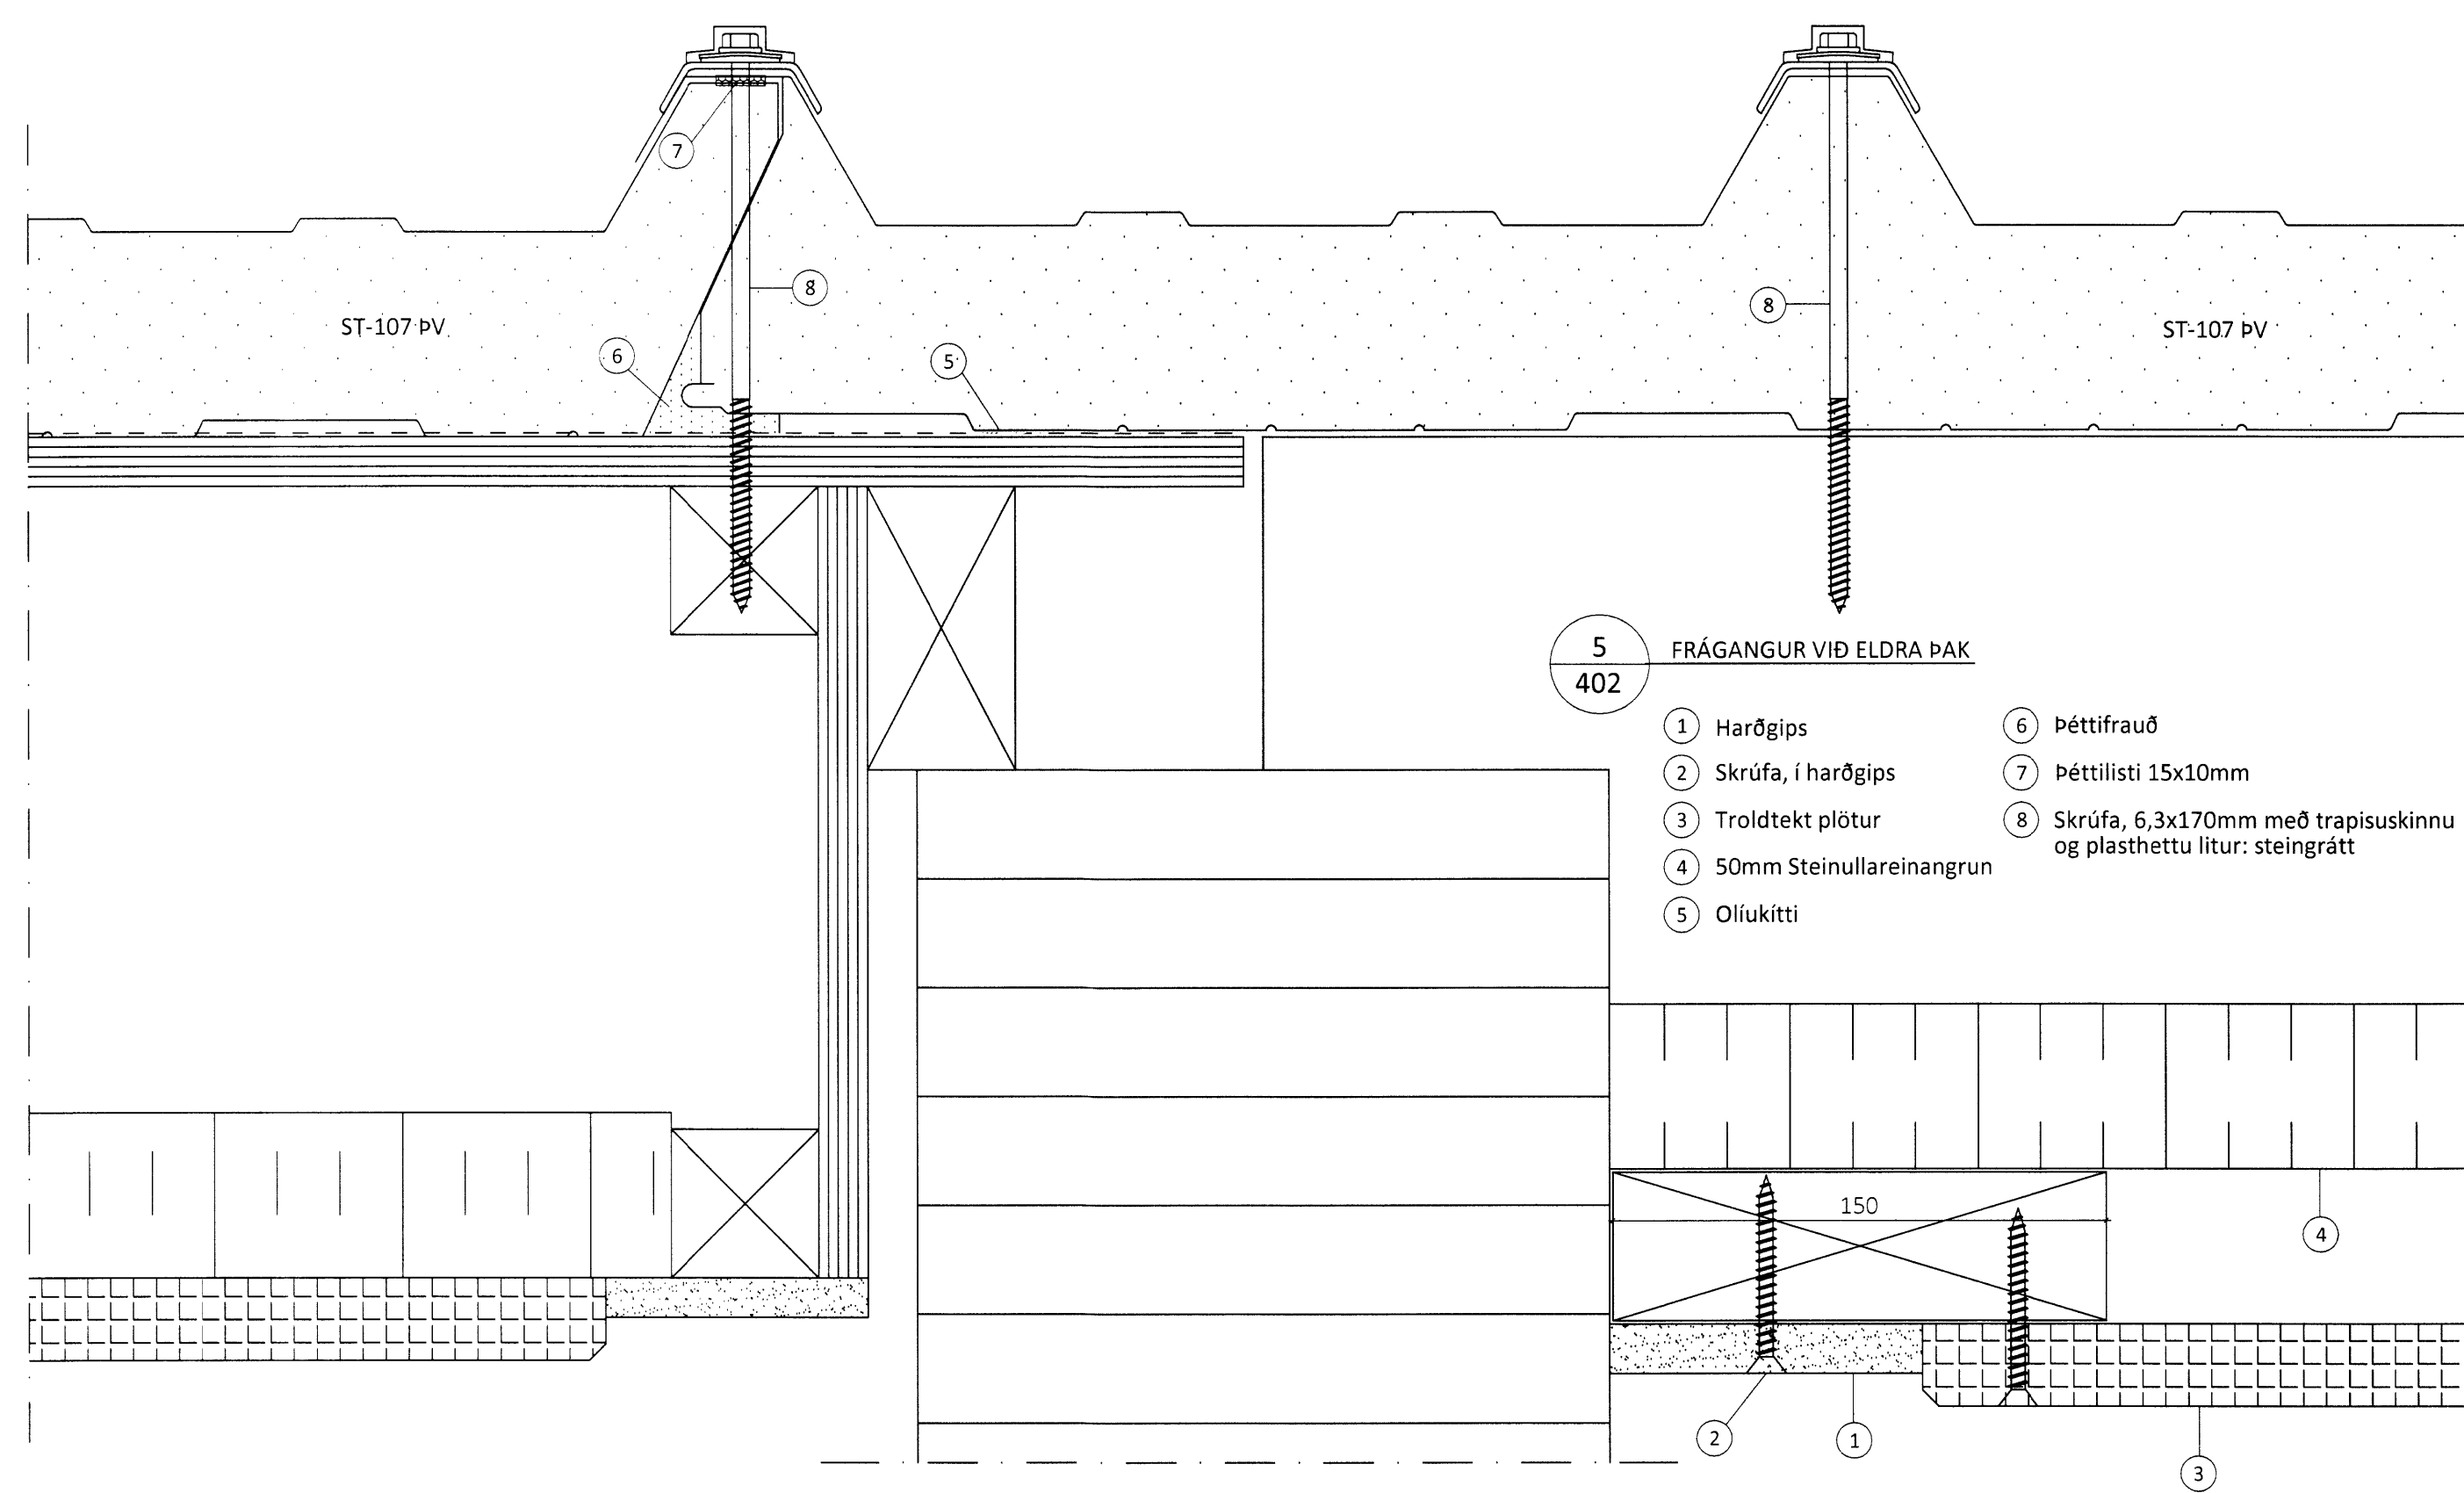 7
8
8
ST-107 ÞV
ST-107 ÞV
6
5
5
402
FRÁGANGUR VIÐ ELDRA ÞAK
1 Harðgips
2 Skrúfa, í harðgips
3 Troldtekt plötur
4 50mm Steinullareinangrun
5 Olíukítti
6 Þéttifrauð
7 Þéttilisti 15x10mm
8 Skrúfa, 6,3x170mm með trapisuskinnu
og plasthettu litur: steingrátt
150
4
2
1
3